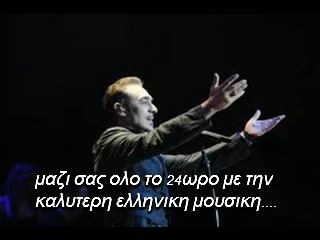 μαζι σας ολο το 24ωρο με την
καλυτερη ελληνικη μουσικη....